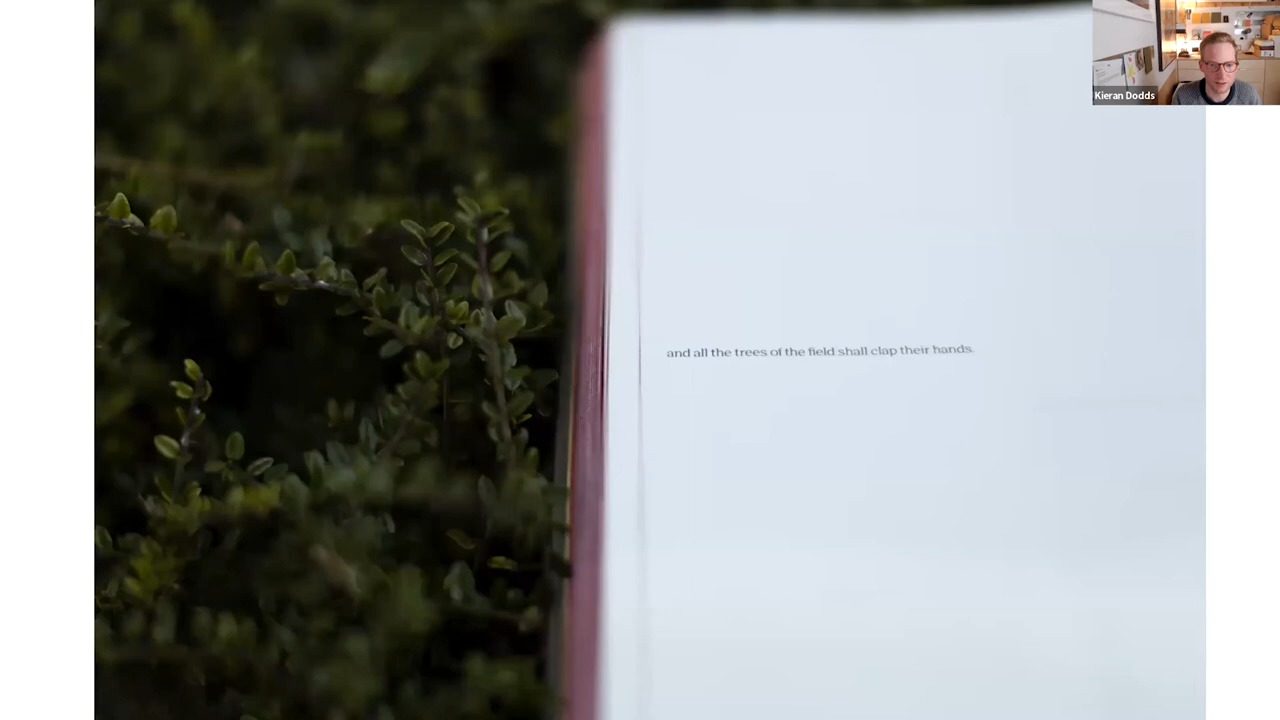 Kieran Dodds
and all the trees of the field shall clap their hands.